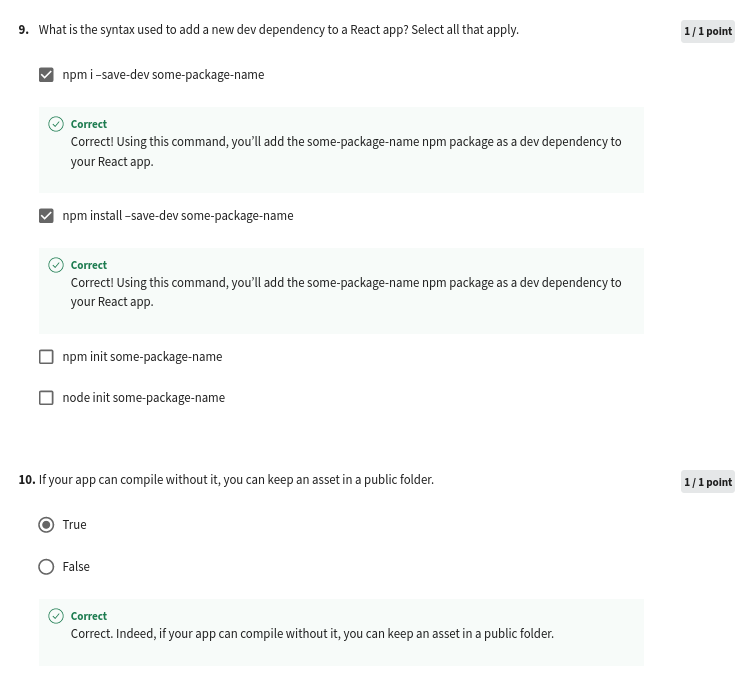 9. What is the syntax used to add a new dev dependency to a React app? Select all that apply.
1 / 1 point
npm i –save-dev some-package-name
Correct
Correct! Using this command, you’ll add the some-package-name npm package as a dev dependency to
your React app.
npm install –save-dev some-package-name
Correct
Correct! Using this command, you’ll add the some-package-name npm package as a dev dependency to
your React app.
npm init some-package-name
node init some-package-name
10. If your app can compile without it, you can keep an asset in a public folder.
1 / 1 point
True
False
Correct
Correct. Indeed, if your app can compile without it, you can keep an asset in a public folder.